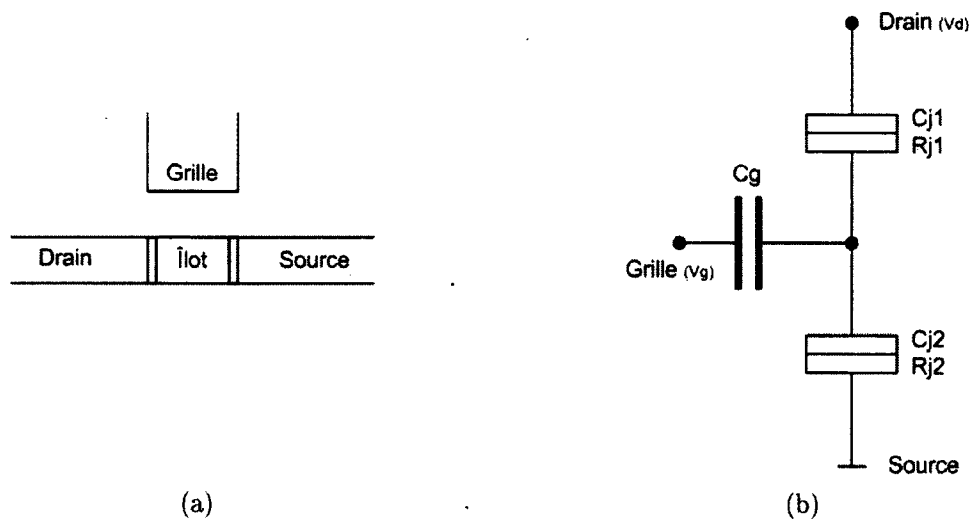 Grille
Drain
Îlot
Source
(a)
Drain (Vd)
Cj1
Rj1
Cg
Grille (Vg)
Cj2
Rj2
Source
(b)